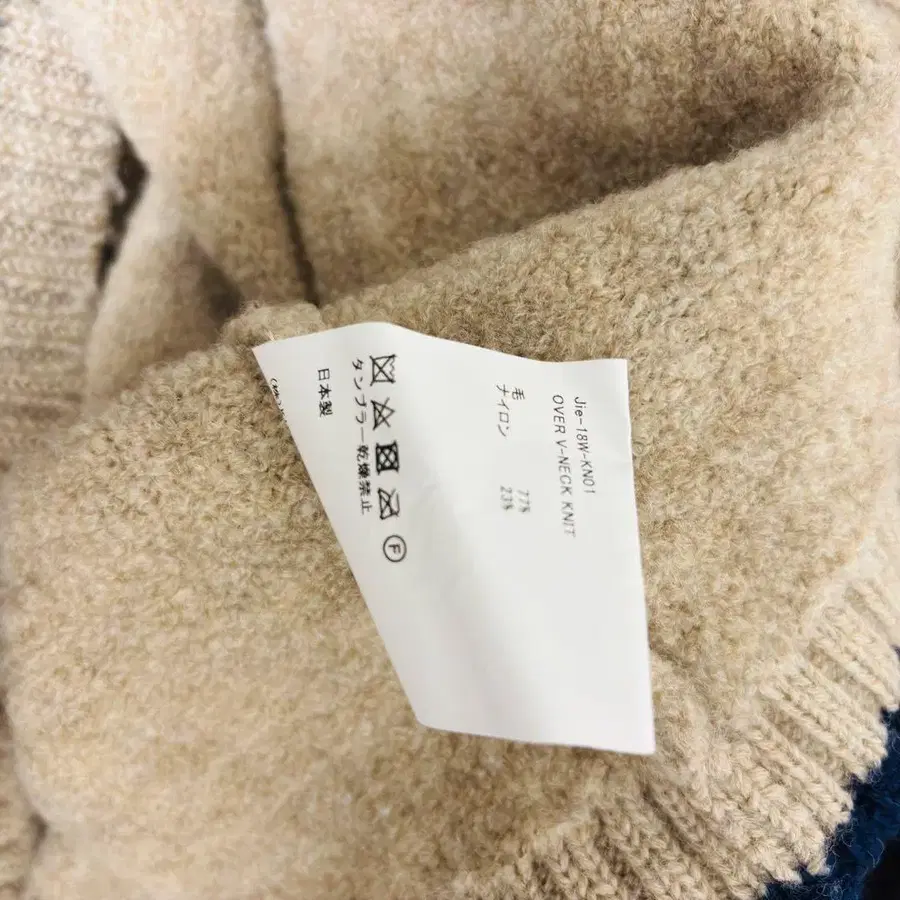 Jie-18W-KN01
OVER V-NECK KNIT
毛 77%
ナイロン 23%
F
タンブラー乾燥禁止
日本製